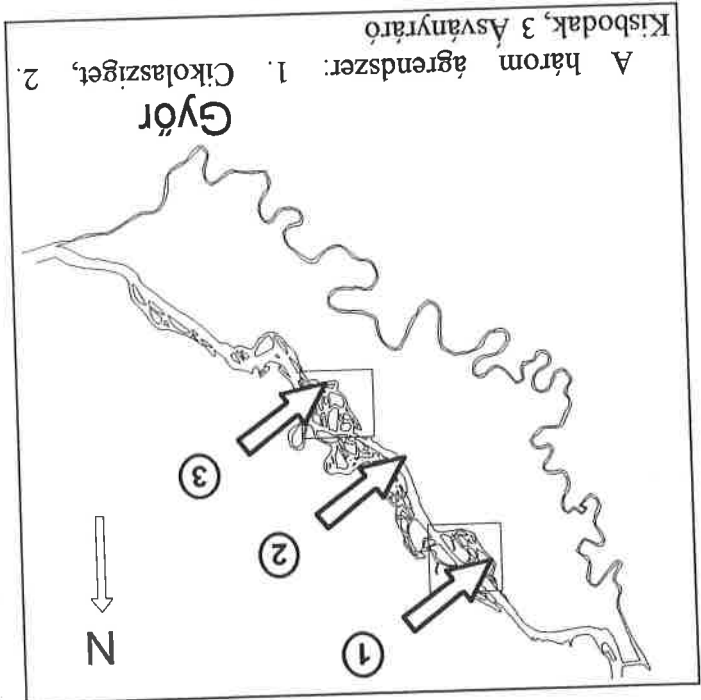 1
N
2
3
Győr
A három ágrendszer: 1. Cikolasziget, 2.
Kisbodak, 3 Ásványráró